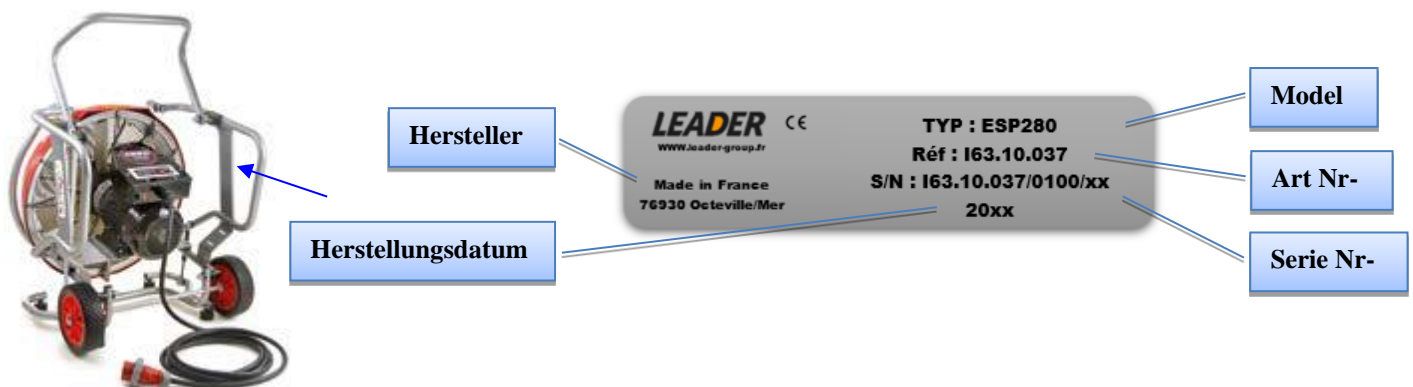 Hersteller
Herstellungsdatum
LEADER CE
WWW.leader-group.fr
Made in France
76930 Octeville/Mer
TYP : ESP280
Réf : I63.10.037
S/N : I63.10.037/0100/xx
20xx
Model
Art Nr-
Serie Nr-